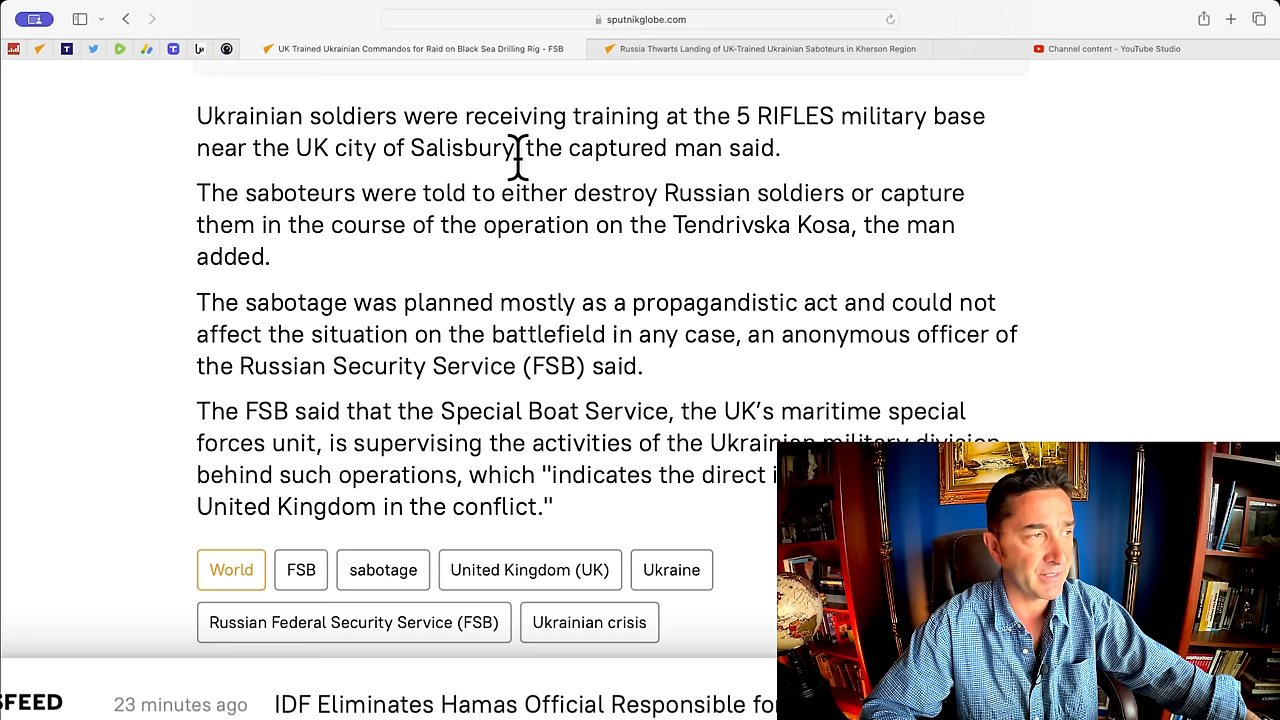 sputnikglobe.com
UK Trained Ukrainian Commandos for Raid on Black Sea Drilling Rig - FSB
Russia Thwarts Landing of UK-Trained Ukrainian Saboteurs in Kherson Region
Channel content - YouTube Studio
Ukrainian soldiers were receiving training at the 5 RIFLES military base
near the UK city of Salisbury, the captured man said.
The saboteurs were told to either destroy Russian soldiers or capture
them in the course of the operation on the Tendrivska Kosa, the man
added.
The sabotage was planned mostly as a propagandistic act and could not
affect the situation on the battlefield in any case, an anonymous officer of
the Russian Security Service (FSB) said.
The FSB said that the Special Boat Service, the UK’s maritime special
forces unit, is supervising the activities of the Ukrainian military division
behind such operations, which "indicates the direct
United Kingdom in the conflict."
World
FSB
sabotage
United Kingdom (UK)
Ukraine
Russian Federal Security Service (FSB)
Ukrainian crisis
SFEED
23 minutes ago
IDF Eliminates Hamas Official Responsible for